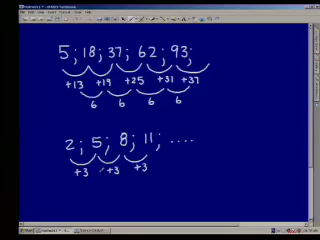 5; 18; 37; 62; 93;
+13 +19 +25 +31 +37
6 6 6 6
2; 5; 8; 11; ....
+3 +3 +3